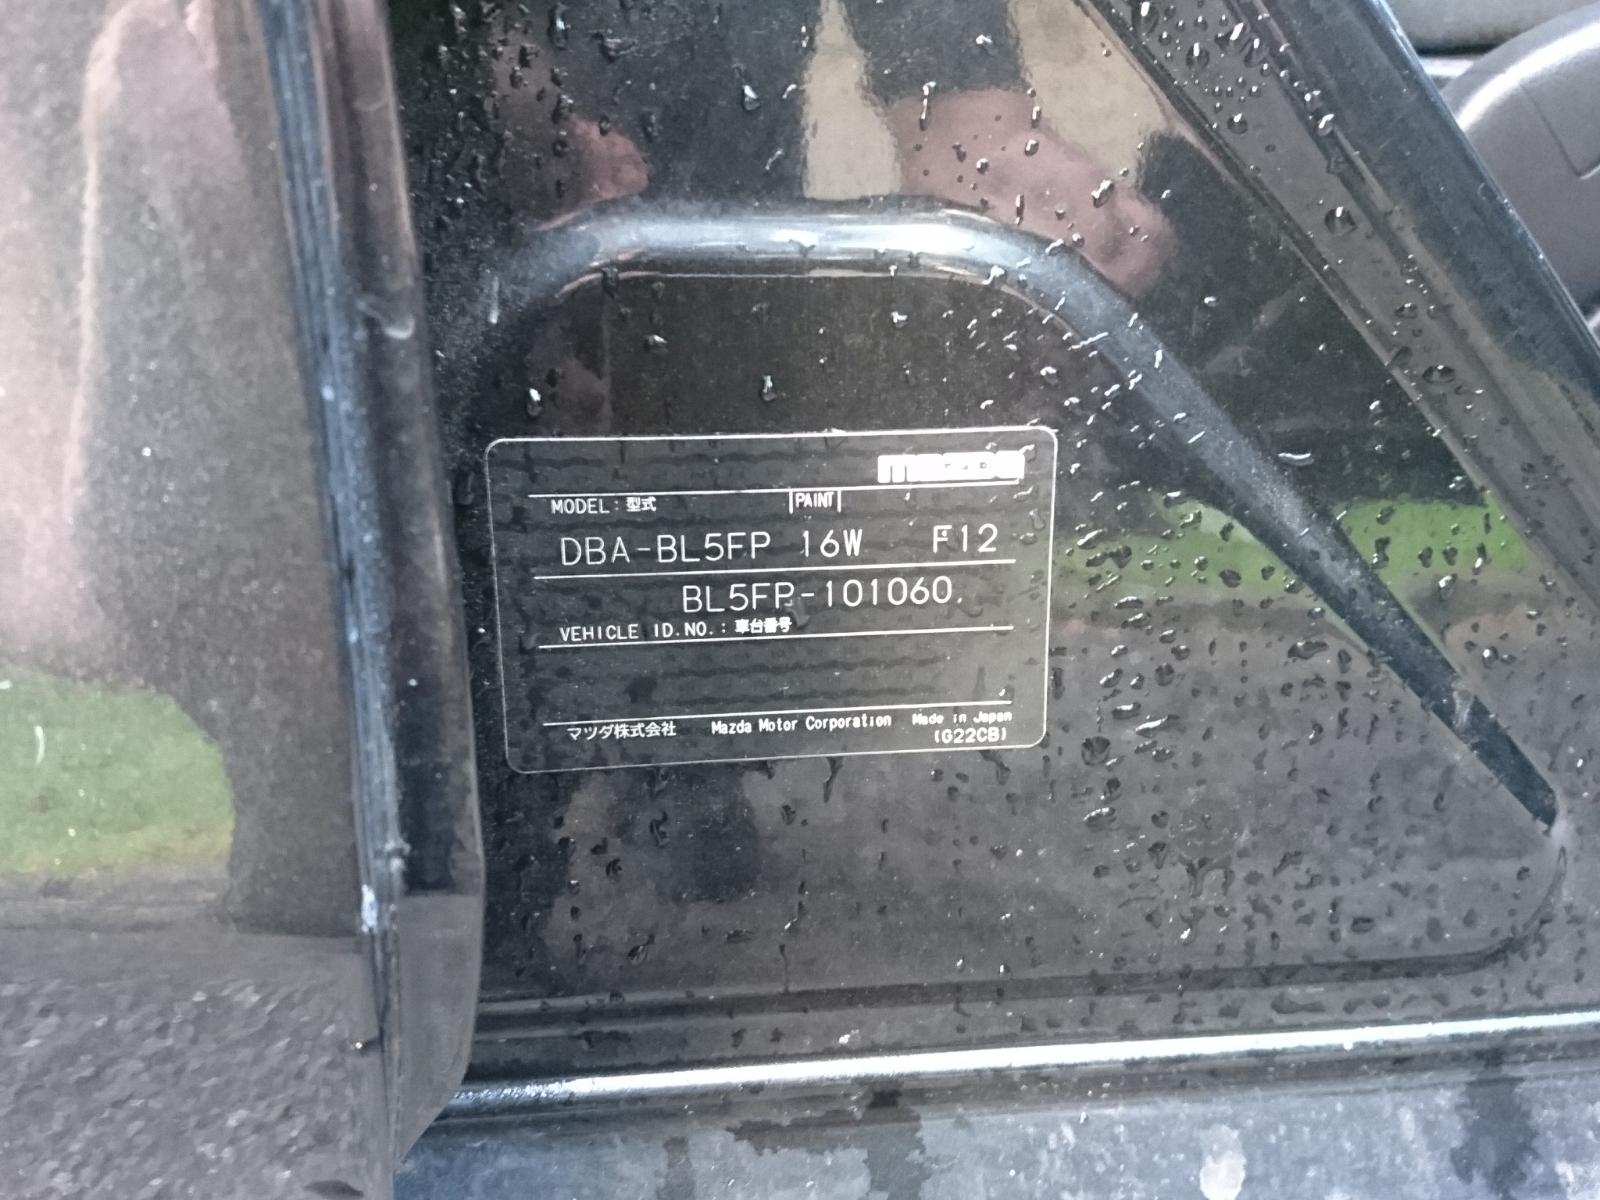 mazda
MODEL: 型式 PAINT
DBA-BL5FP 16W F12
BL5FP-101060
VEHICLE ID.NO.: 車台番号
マツダ株式会社 Mazda Motor Corporation Made in Japan
(G22CB)